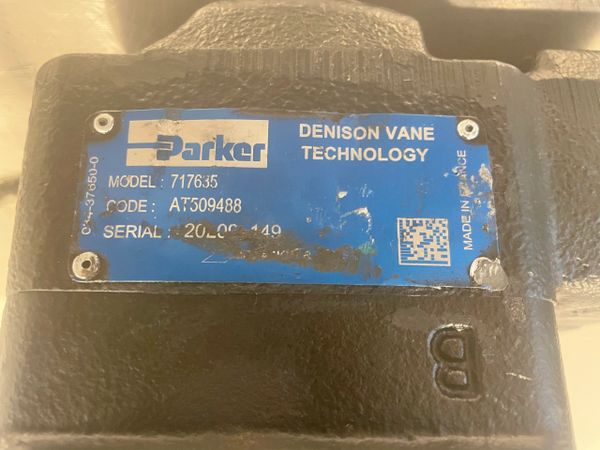 Parker
DENISON VANE
TECHNOLOGY
MODEL : 717635
CODE : AT509488
SERIAL :
MADE IN FRANCE
B